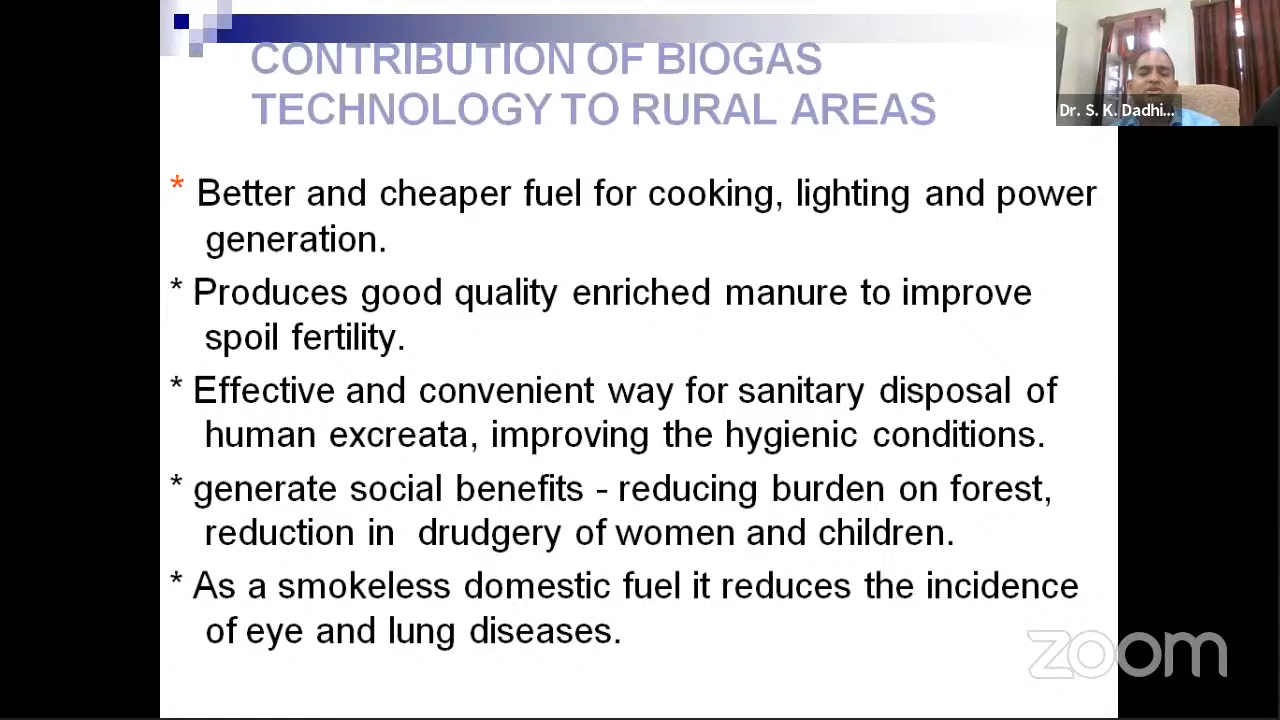 CONTRIBUTION OF BIOGAS
TECHNOLOGY TO RURAL AREAS
Dr. S. K. Dadhi...
* Better and cheaper fuel for cooking, lighting and power
generation.
* Produces good quality enriched manure to improve
spoil fertility.
* Effective and convenient way for sanitary disposal of
human excreata, improving the hygienic conditions.
* generate social benefits - reducing burden on forest,
reduction in drudgery of women and children.
* As a smokeless domestic fuel it reduces the incidence
of eye and lung diseases.
zoom